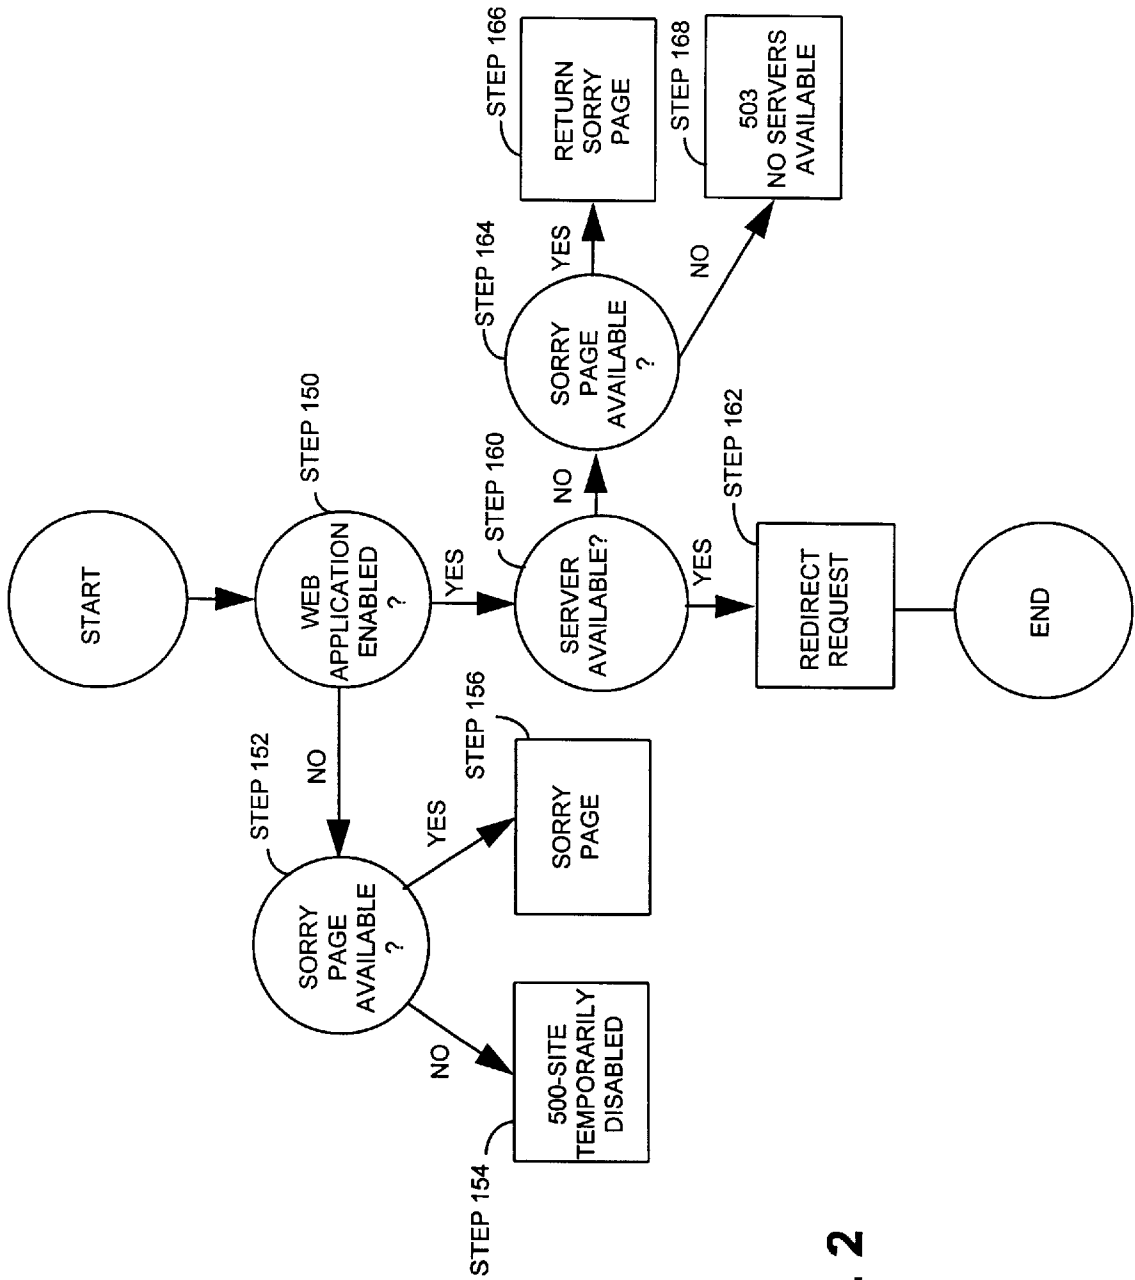 START
STEP 150
WEB
APPLICATION
ENABLED
?
NO
STEP 152
SORRY
PAGE
AVAILABLE
?
NO
STEP 154
500-SITE
TEMPORARILY
DISABLED
YES
STEP 156
SORRY
PAGE
YES
STEP 160
SERVER
AVAILABLE?
NO
STEP 164
SORRY
PAGE
AVAILABLE
?
YES
STEP 166
RETURN
SORRY
PAGE
NO
STEP 168
503
NO SERVERS
AVAILABLE
YES
STEP 162
REDIRECT
REQUEST
END
. 2